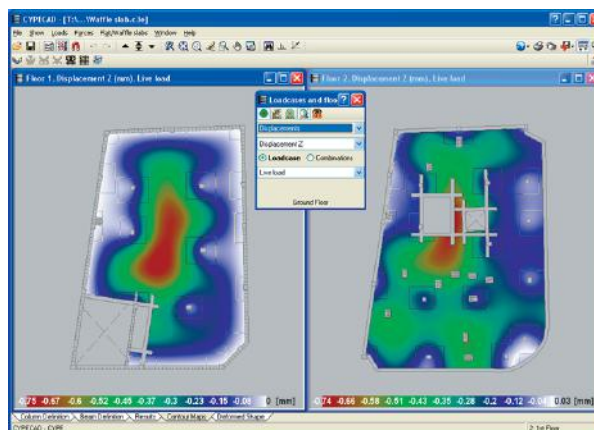 CYPECAD - [T:\...\Waffle slab.c3e]
File Show Loads Forces Flat/Waffle slabs Window Help
Floor 1, Displacement Z (mm), Live load
Floor 2, Displacement Z (mm), Live load
Loadcases and floo
Displacements
Displacement Z
Loadcase Combinations
Live load
Ground Floor
-0.75 -0.67 -0.6 -0.52 -0.45 -0.37 -0.3 -0.23 -0.15 -0.08 0 [mm]
-0.74 -0.66 -0.58 -0.51 -0.43 -0.35 -0.28 -0.2 -0.12 -0.04 0.03 [mm]
Column Definition Beam Definition Results Contour Maps Deformed Shape
CYPECAD - CYPE
2: 1st Floor